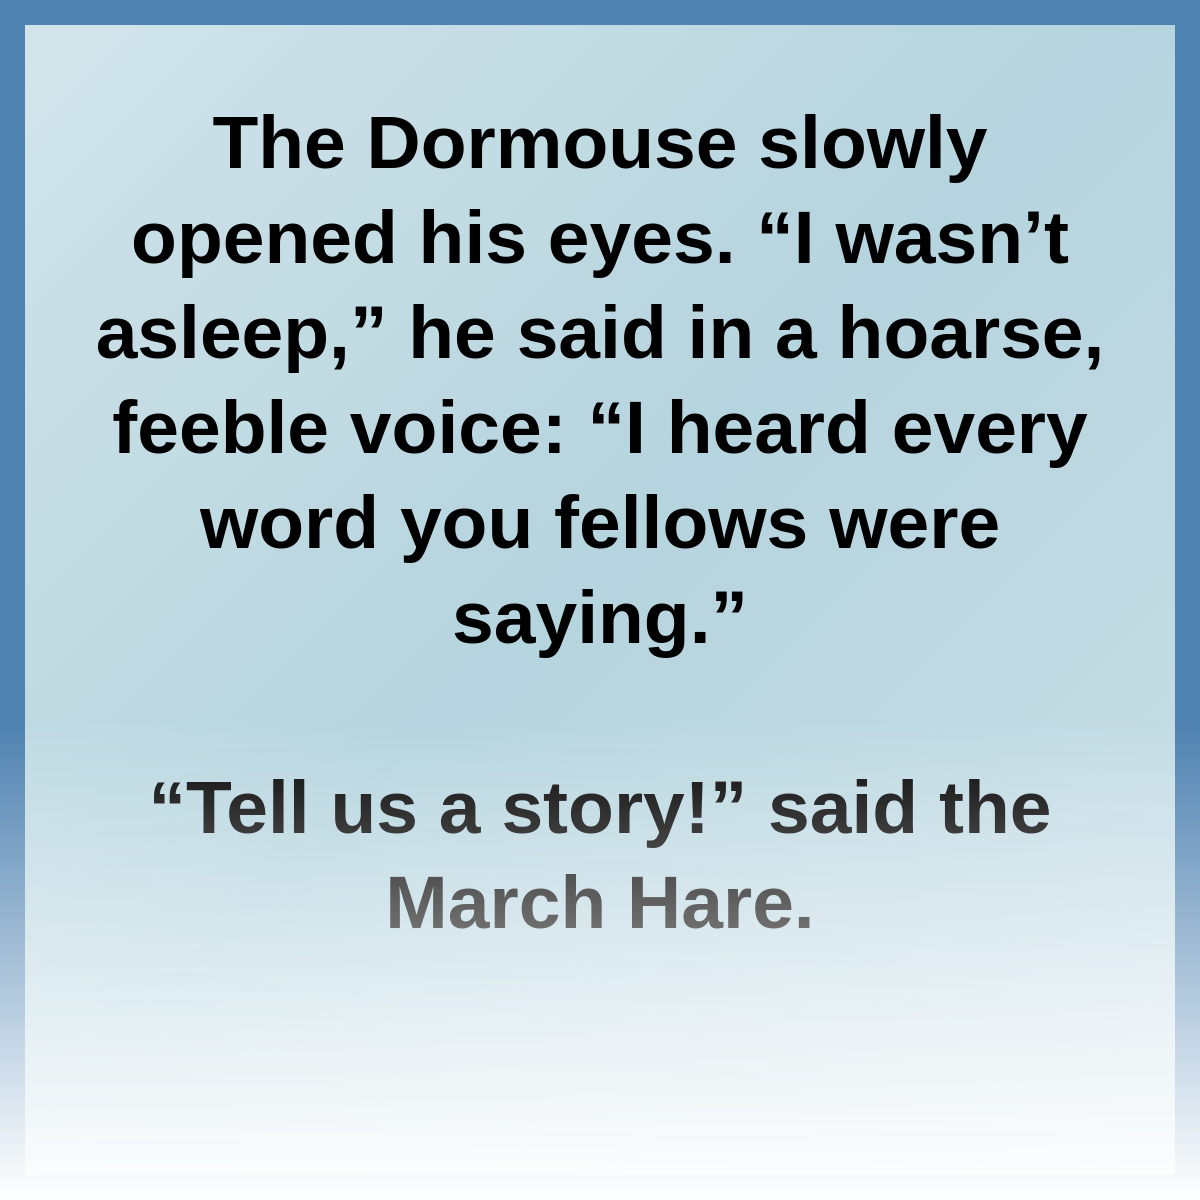 The Dormouse slowly
opened his eyes. “I wasn’t
asleep,” he said in a hoarse,
feeble voice: “I heard every
word you fellows were
saying.”
“Tell us a story!” said the
March Hare.